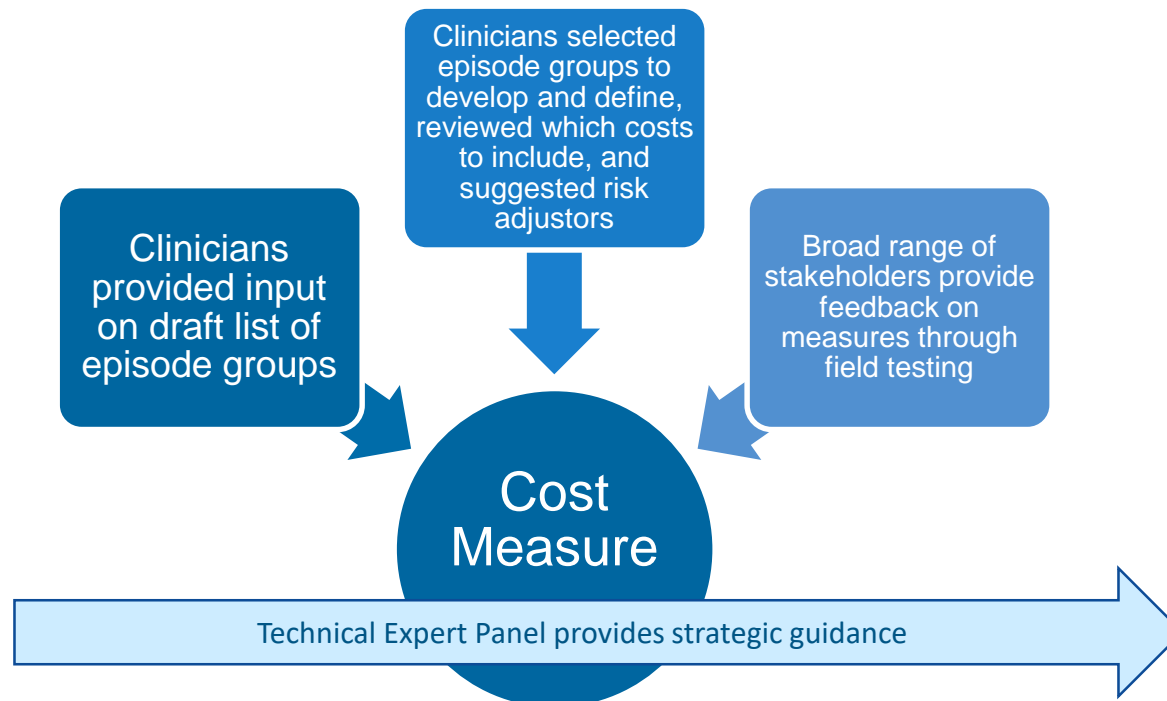 Clinicians
provided input
on draft list of
episode groups
Clinicians selected
episode groups to
develop and define,
reviewed which costs
to include, and
suggested risk
adjustors
Broad range of
stakeholders provide
feedback on
measures through
field testing
Cost
Measure
Technical Expert Panel provides strategic guidance